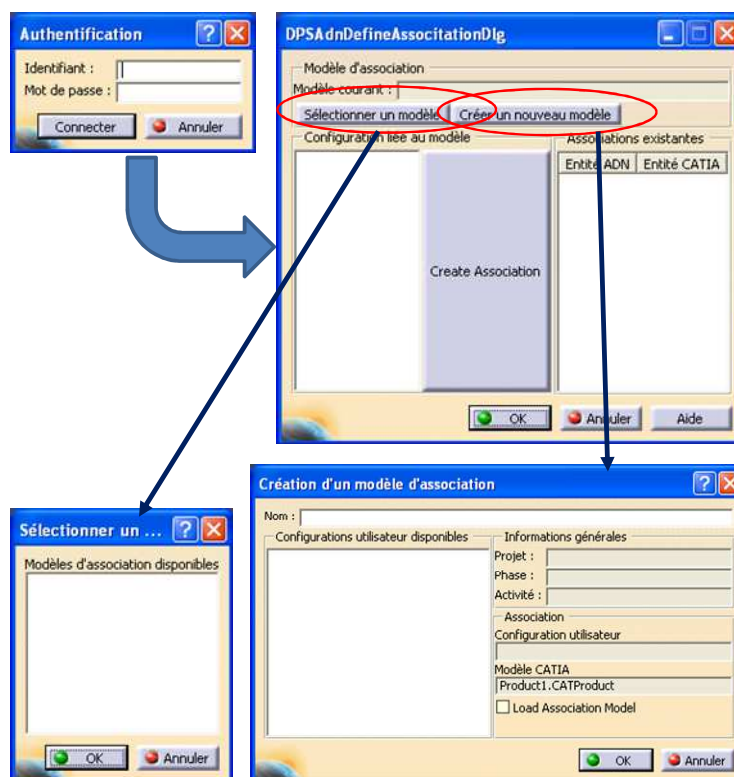 Authentification
Identifiant :
Mot de passe :
Connecter
Annuler
DPSAdnDefineAssocitationDlg
Modèle d'association
Modèle courant :
Sélectionner un modèle
Créer un nouveau modèle
Configuration liée au modèle
Associations existantes
Entité ADN
Entité CATIA
Create Association
OK
Annuler
Aide
Sélectionner un ...
Modèles d'association disponibles
OK
Annuler
Création d'un modèle d'association
Nom :
Configurations utilisateur disponibles
Informations générales
Projet :
Phase :
Activité :
Association
Configuration utilisateur
Modèle CATIA
Product1.CATProduct
Load Association Model
OK
Annuler